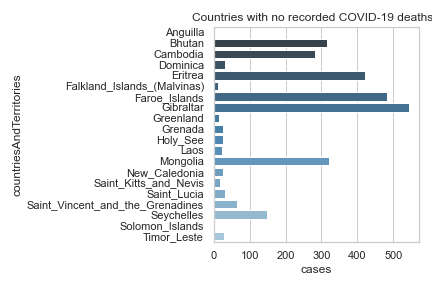 Countries with no recorded COVID-19 deaths
countriesAndTerritories
Anguilla
Bhutan
Cambodia
Dominica
Eritrea
Falkland_Islands_(Malvinas)
Faroe_Islands
Gibraltar
Greenland
Grenada
Holy_See
Laos
Mongolia
New_Caledonia
Saint_Kitts_and_Nevis
Saint_Lucia
Saint_Vincent_and_the_Grenadines
Seychelles
Solomon_Islands
Timor_Leste
0 100 200 300 400 500
cases